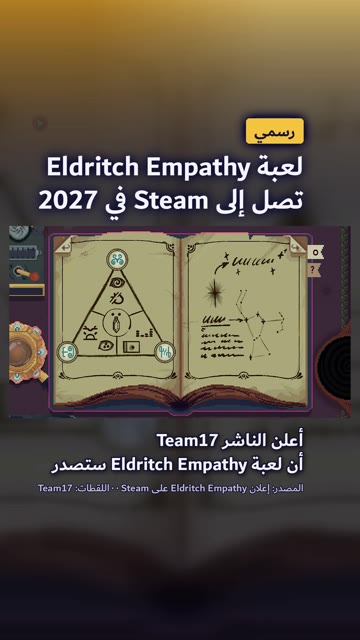 رسمي
لعبة Eldritch Empathy
تصل إلى Steam في 2027
?
أعلن الناشر Team17
أن لعبة Eldritch Empathy ستصدر
المصدر: إعلان Eldritch Empathy على Steam · · اللقطات: Team17